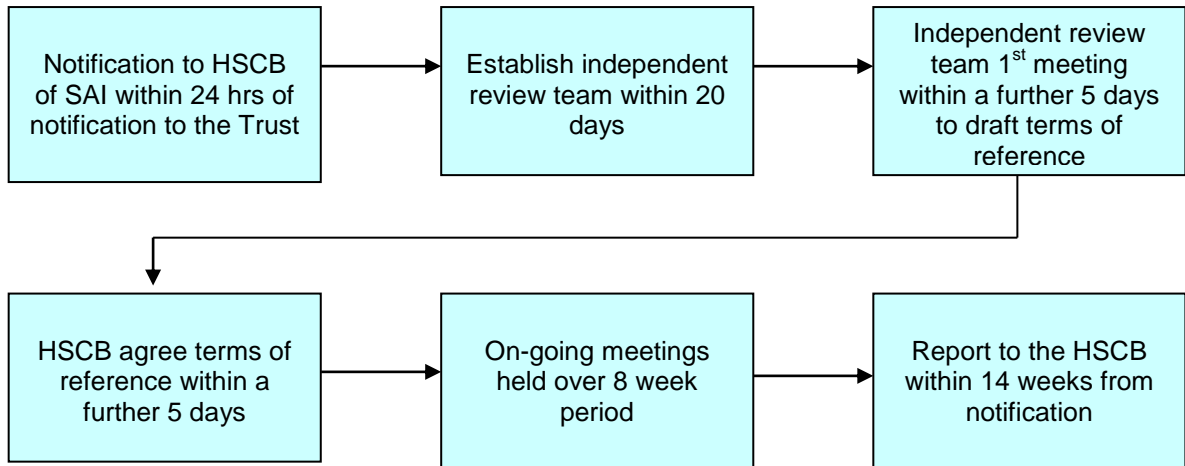 Notification to HSCB
of SAI within 24 hrs of
notification to the Trust
Establish independent
review team within 20
days
Independent review
team 1st meeting
within a further 5 days
to draft terms of
reference
HSCB agree terms of
reference within a
further 5 days
On-going meetings
held over 8 week
period
Report to the HSCB
within 14 weeks from
notification